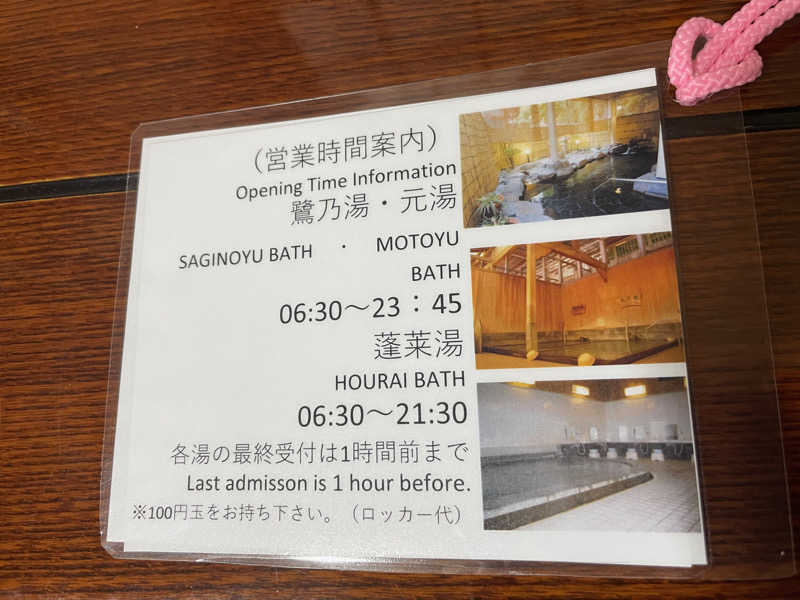 （営業時間案内）
Opening Time Information
鷺乃湯・元湯
SAGINOYU BATH ・ MOTOYU
BATH
06:30～23：45
蓬莱湯
HOURAI BATH
06:30～21:30
各湯の最終受付は1時間前まで
Last admisson is 1 hour before.
※100円玉をお持ち下さい。（ロッカー代）